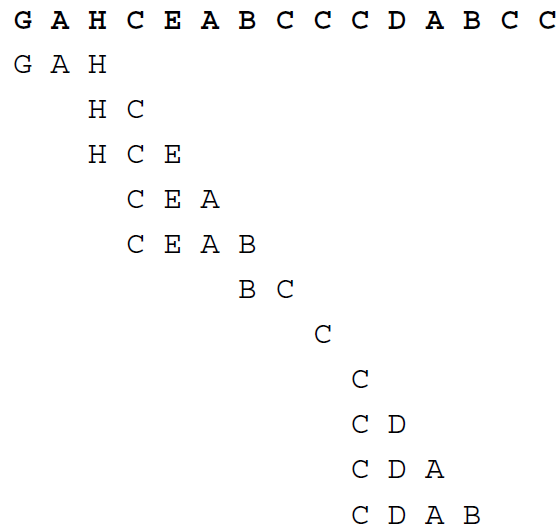 G A H C E A B C C C D A B C C
G A H
H C
H C E
C E A
C E A B
B C
C
C
C D
C D A
C D A B